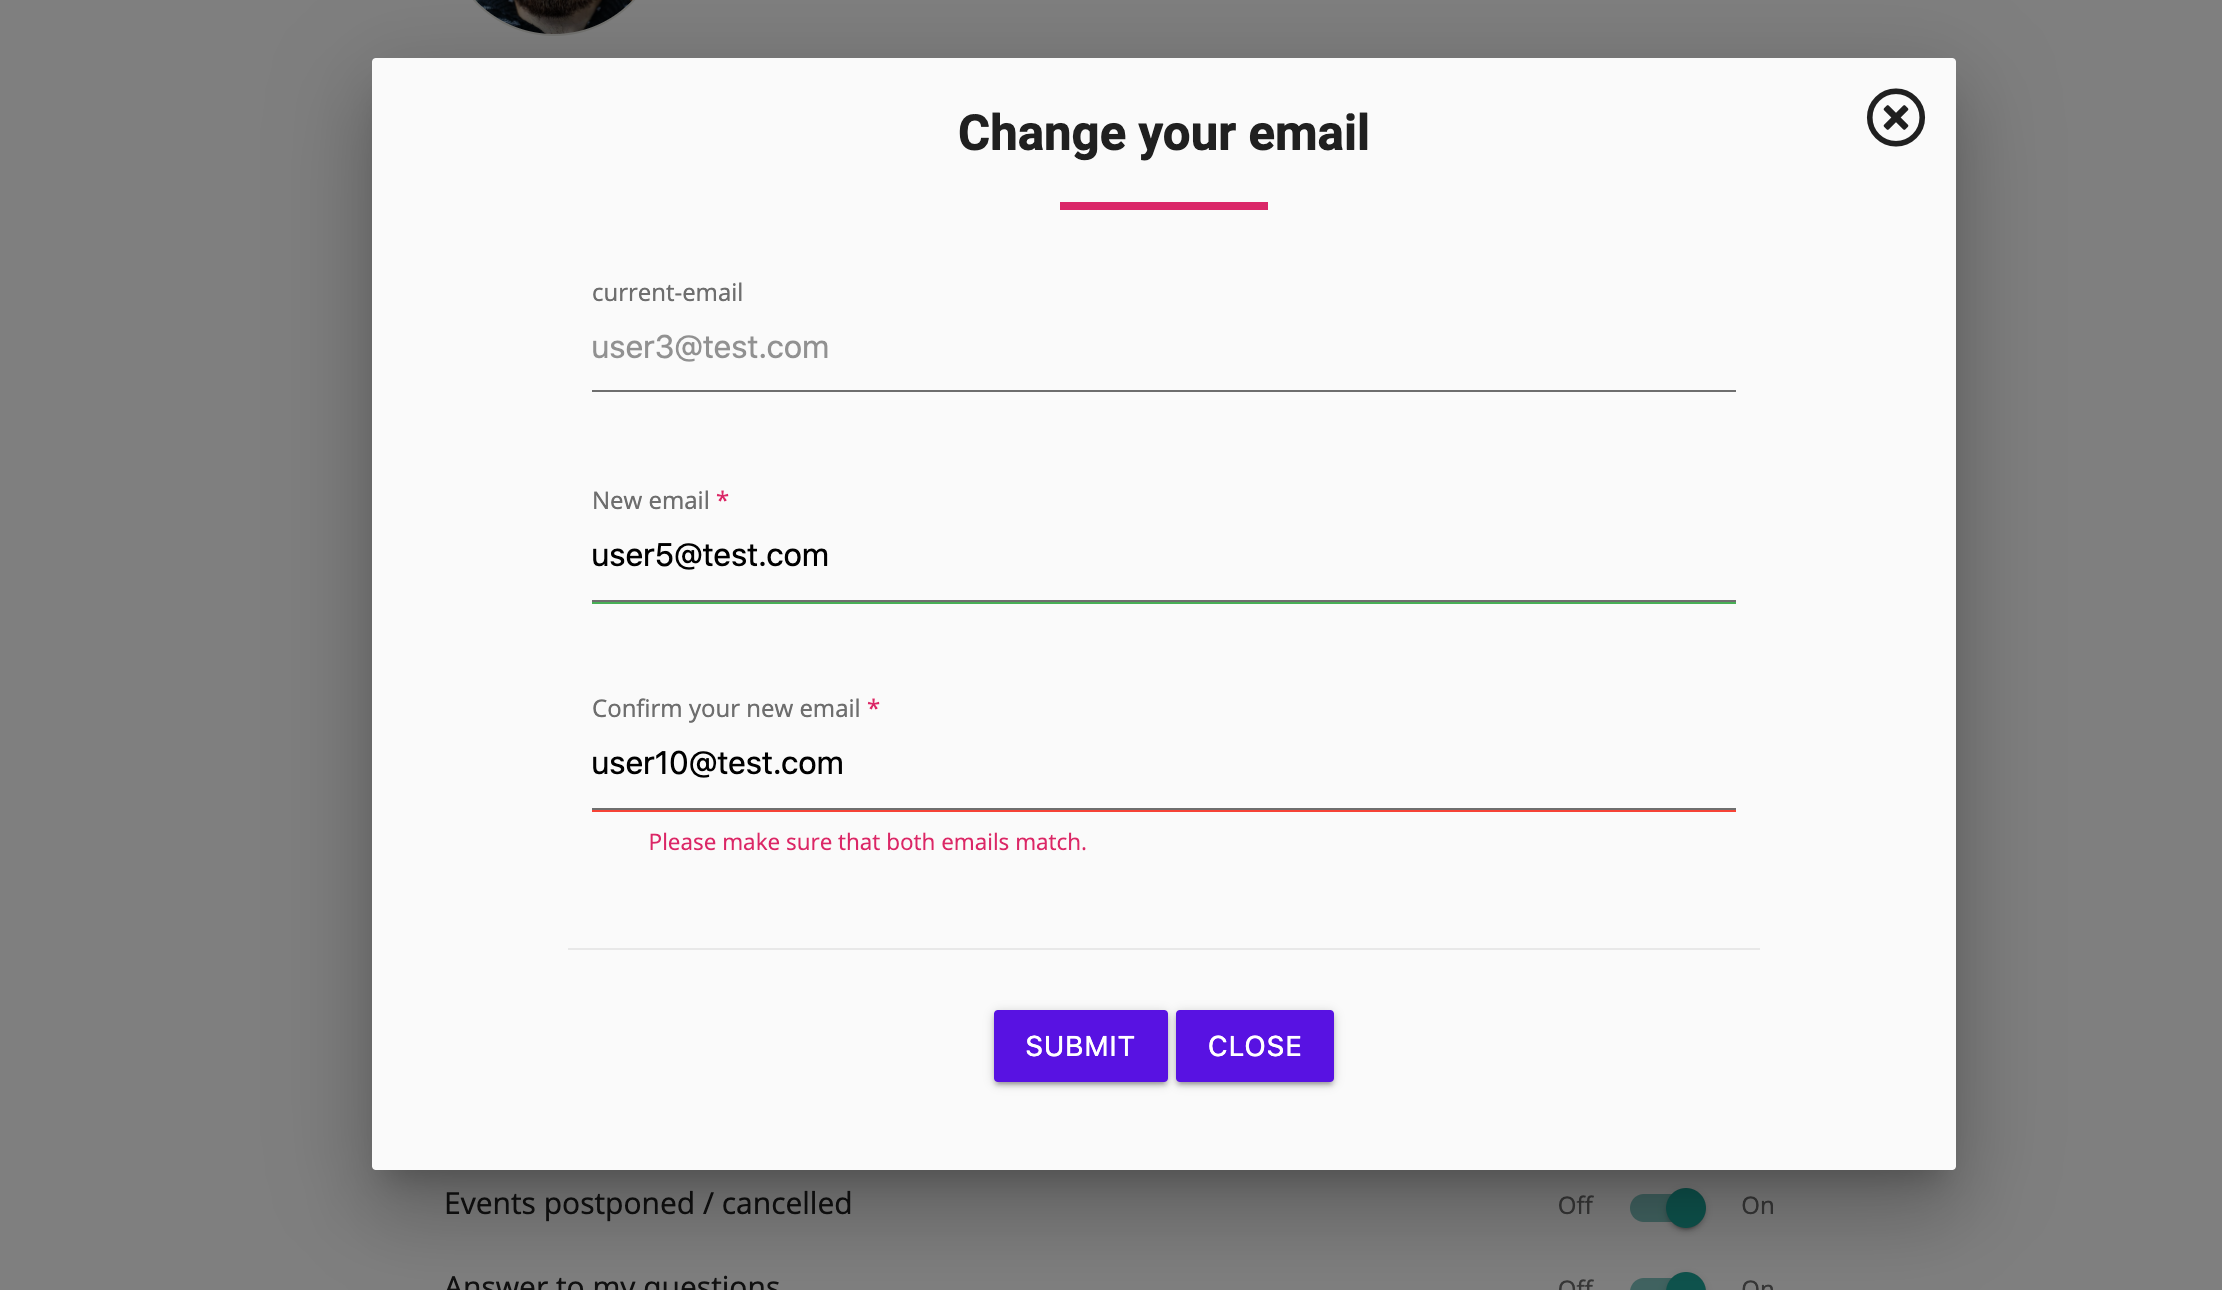 Change your email
current-email
user3@test.com
New email *
user5@test.com
Confirm your new email *
user10@test.com
Please make sure that both emails match.
SUBMIT CLOSE
Events postponed / cancelled Off On
Answer to my questions Off On